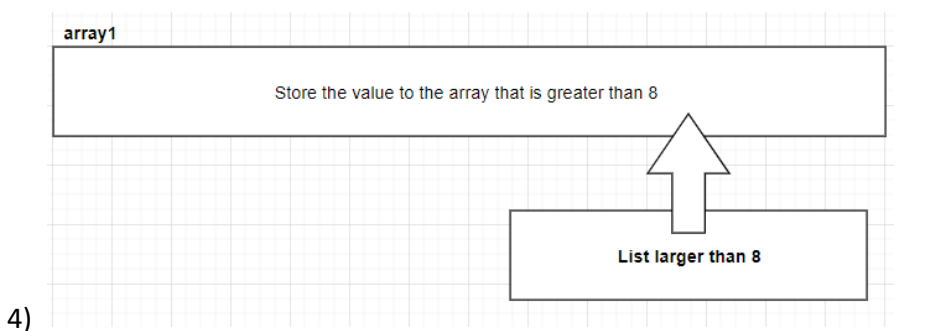 array1
Store the value to the array that is greater than 8
List larger than 8
4)